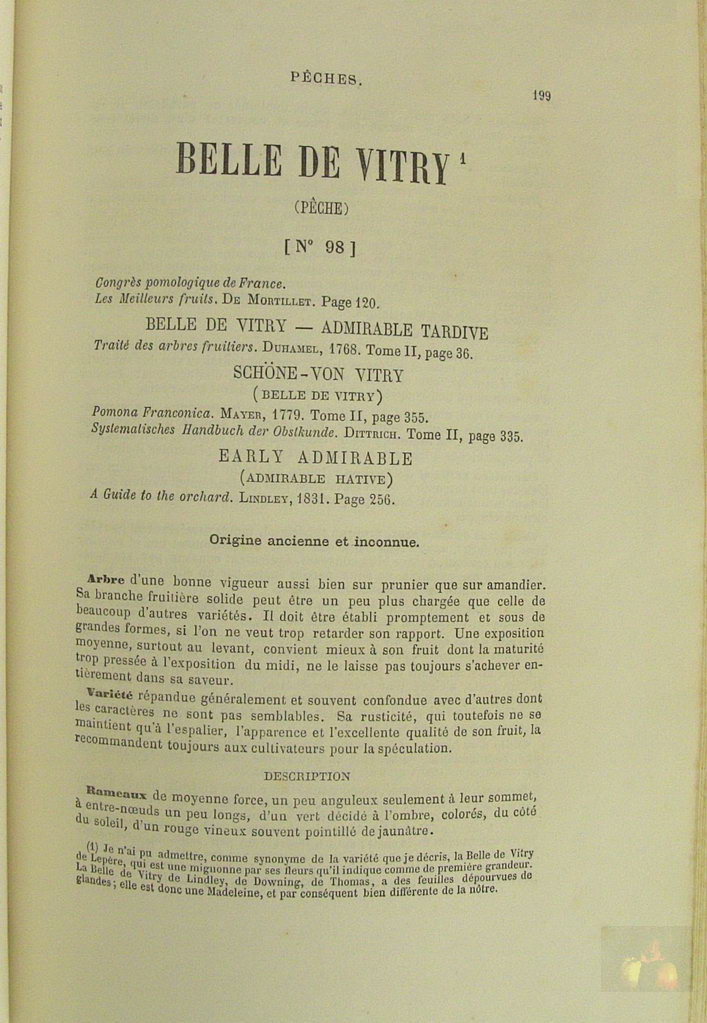 PÊCHES.
199
BELLE DE VITRY ¹
(PÊCHE)
[N° 98]
Congrès pomologique de France.
Les Meilleurs fruits. DE MORTILLET. Page 120.
BELLE DE VITRY — ADMIRABLE TARDIVE
Traité des arbres fruitiers. DUHAMEL, 1768. Tome II, page 36.
SCHÖNE-VON VITRY
(BELLE DE VITRY)
Pomona Franconica. MAYER, 1779. Tome II, page 355.
Systematisches Handbuch der Obstkunde. DITTRICH. Tome II, page 335.
EARLY ADMIRABLE
(ADMIRABLE HATIVE)
A Guide to the orchard. LINDLEY, 1831. Page 256.
Origine ancienne et inconnue.
Arbre d'une bonne vigueur aussi bien sur prunier que sur amandier.
Sa branche fruitière solide peut être un peu plus chargée que celle de
beaucoup d'autres variétés. Il doit être établi promptement et sous de
grandes formes, si l'on ne veut trop retarder son rapport. Une exposition
moyenne, surtout au levant, convient mieux à son fruit dont la maturité
trop pressée à l'exposition du midi, ne le laisse pas toujours s'achever en-
tièrement dans sa saveur.
Variété répandue généralement et souvent confondue avec d'autres dont
les caractères ne sont pas semblables. Sa rusticité, qui toutefois ne se
maintient qu'à l'espalier, l'apparence et l'excellente qualité de son fruit, la
recommandent toujours aux cultivateurs pour la spéculation.
DESCRIPTION
Rameaux de moyenne force, un peu anguleux seulement à leur sommet,
à entre-nœuds un peu longs, d'un vert décidé à l'ombre, colorés, du côté
du soleil, d'un rouge vineux souvent pointillé de jaunâtre.
(1) Je n'ai pu admettre, comme synonyme de la variété que je décris, la Belle de Vitry
de Lepère, qui est une mignonne par ses fleurs qu'il indique comme de première grandeur.
La Belle de Vitry de Lindley, de Downing, de Thomas, a des feuilles dépourvues de
glandes; elle est donc une Madeleine, et par conséquent bien différente de la nôtre.